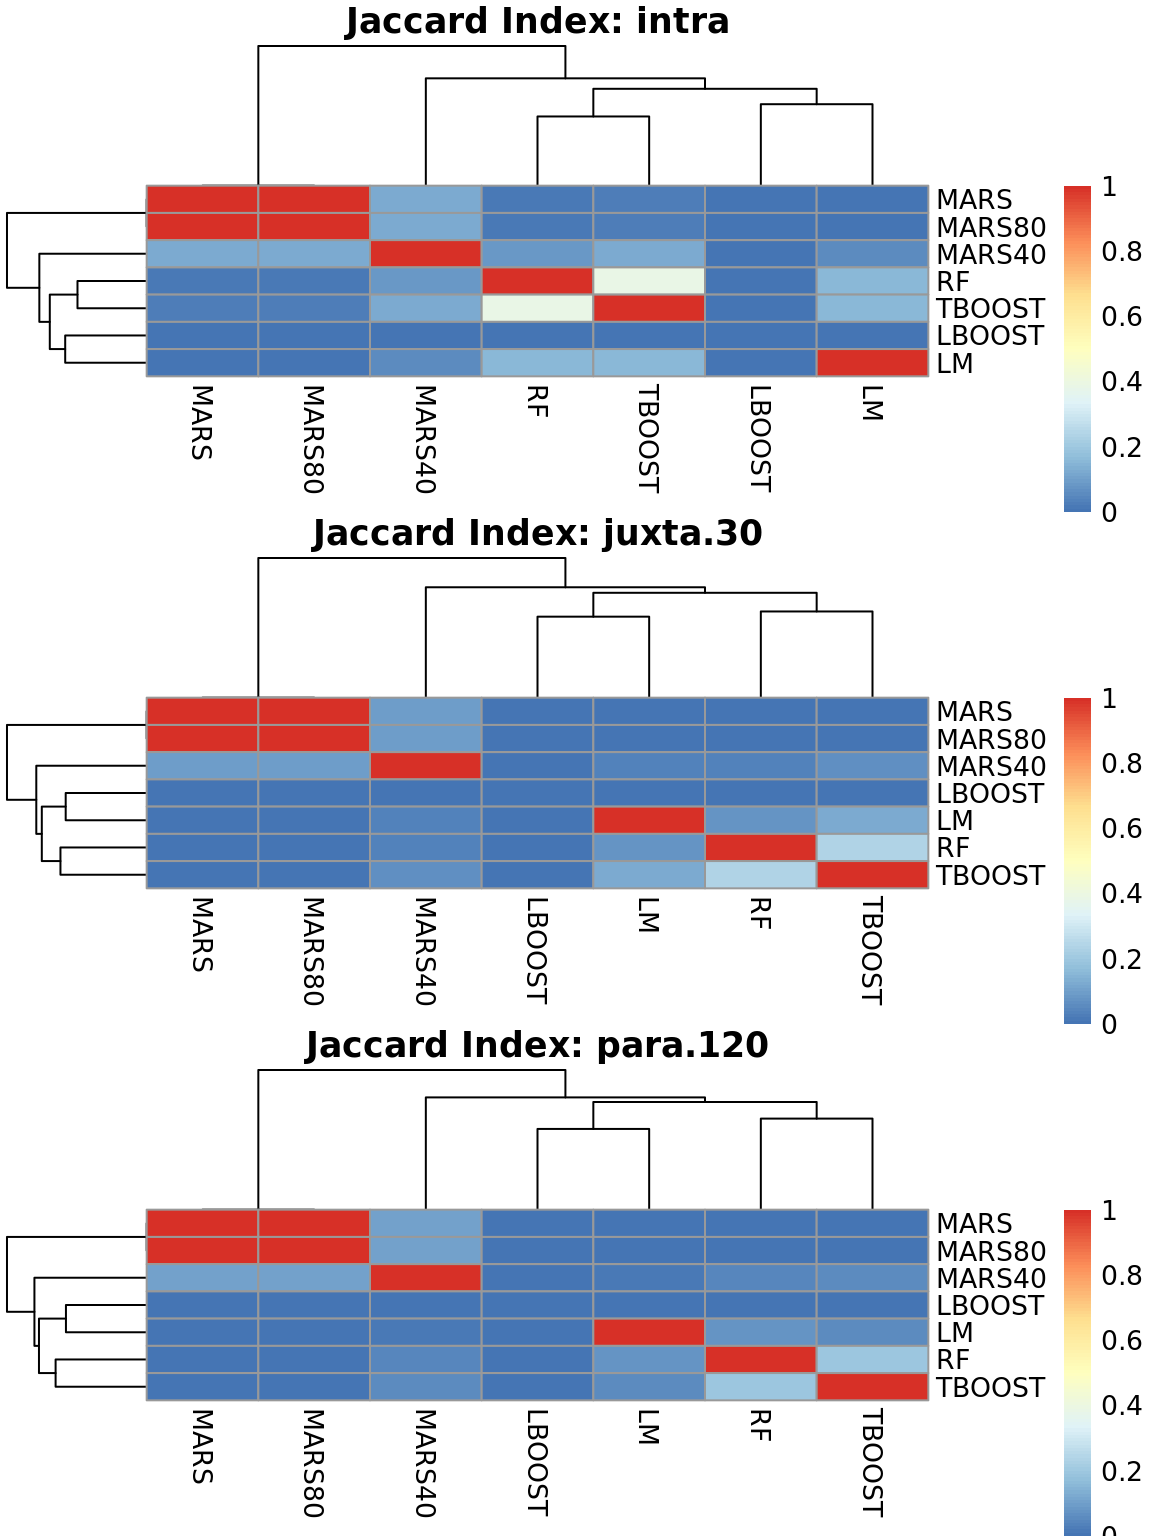 Jaccard Index: intra
MARS
MARS80
MARS40
RF
TBOOST
LBOOST
LM
1
0.8
0.6
0.4
0.2
0
MARS
MARS80
MARS40
RF
TBOOST
LBOOST
LM
Jaccard Index: juxta.30
MARS
MARS80
MARS40
LBOOST
LM
RF
TBOOST
1
0.8
0.6
0.4
0.2
0
MARS
MARS80
MARS40
LBOOST
LM
RF
TBOOST
Jaccard Index: para.120
MARS
MARS80
MARS40
LBOOST
LM
RF
TBOOST
1
0.8
0.6
0.4
0.2
0
MARS
MARS80
MARS40
LBOOST
LM
RF
TBOOST